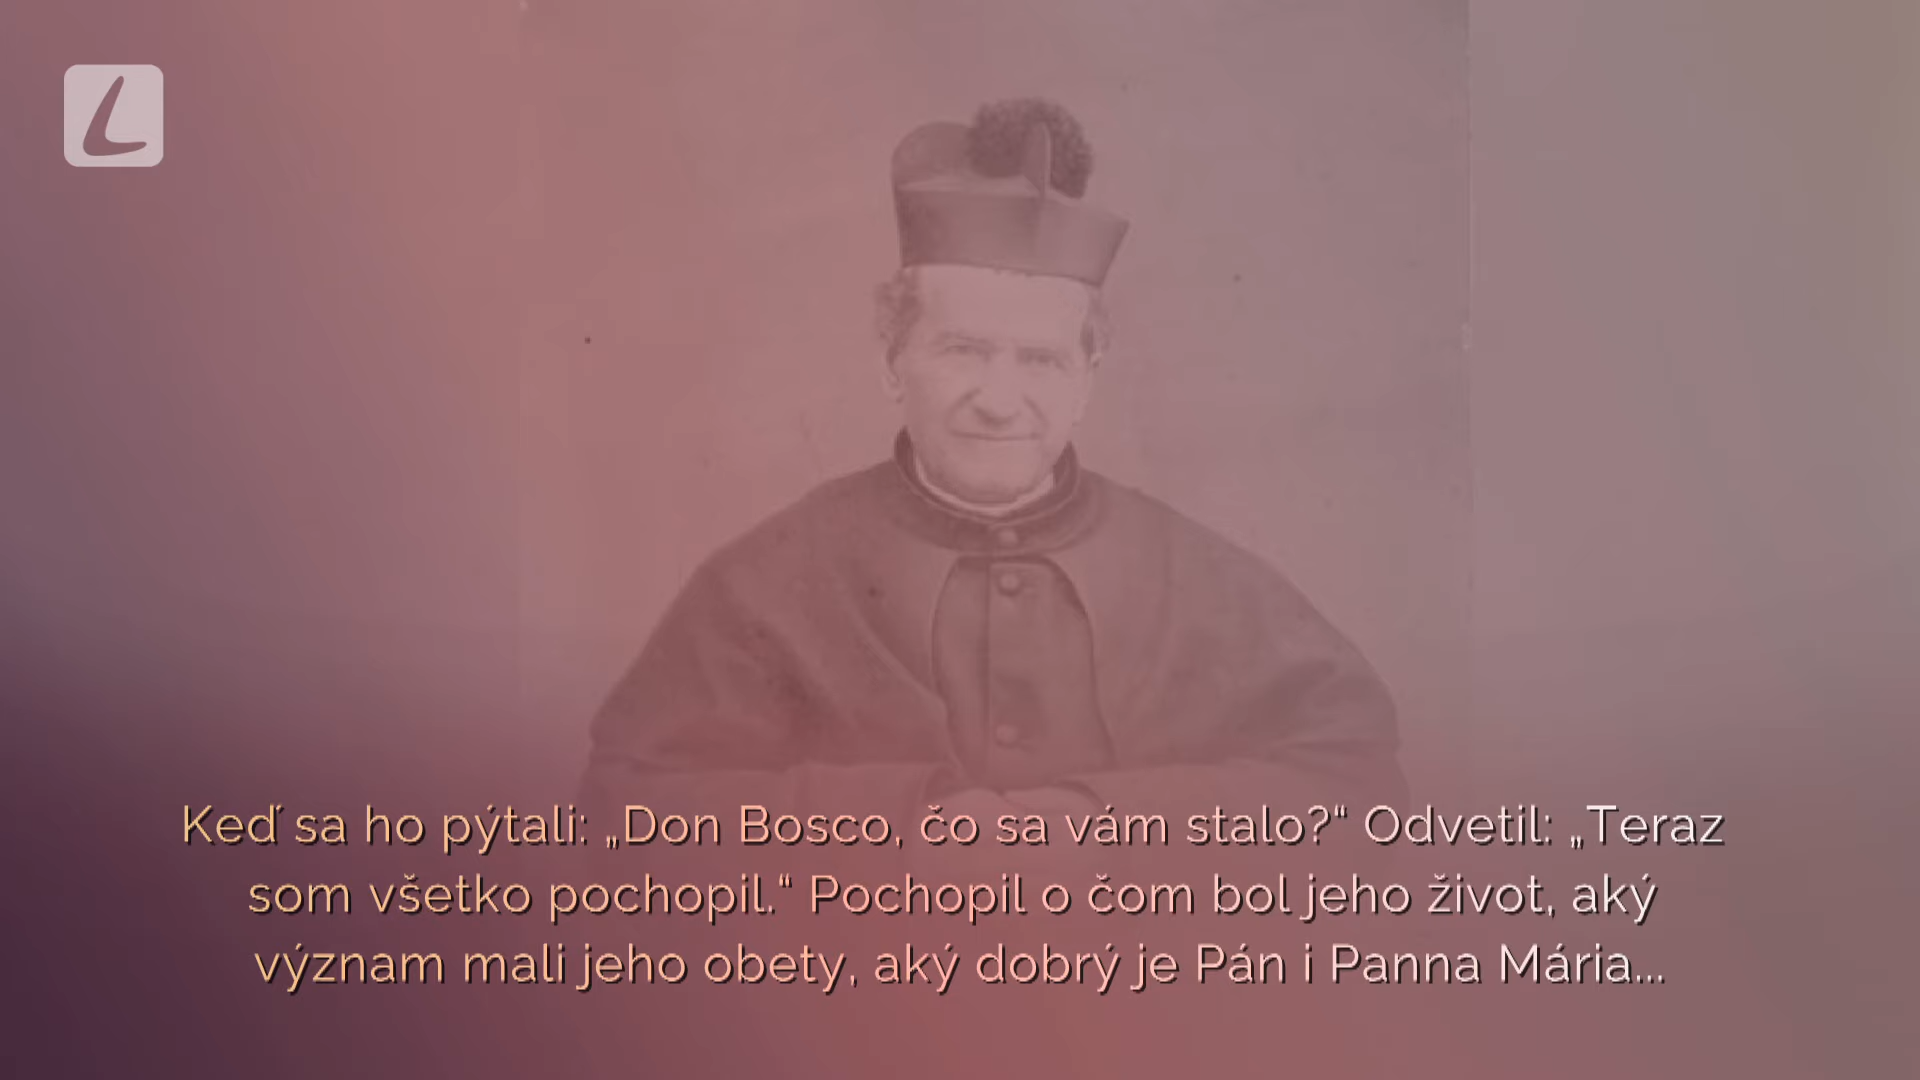 L
Keď sa ho pýtali: „Don Bosco, čo sa vám stalo?“ Odvetil: „Teraz
som všetko pochopil.“ Pochopil o čom bol jeho život, aký
význam mali jeho obety, aký dobrý je Pán i Panna Mária...